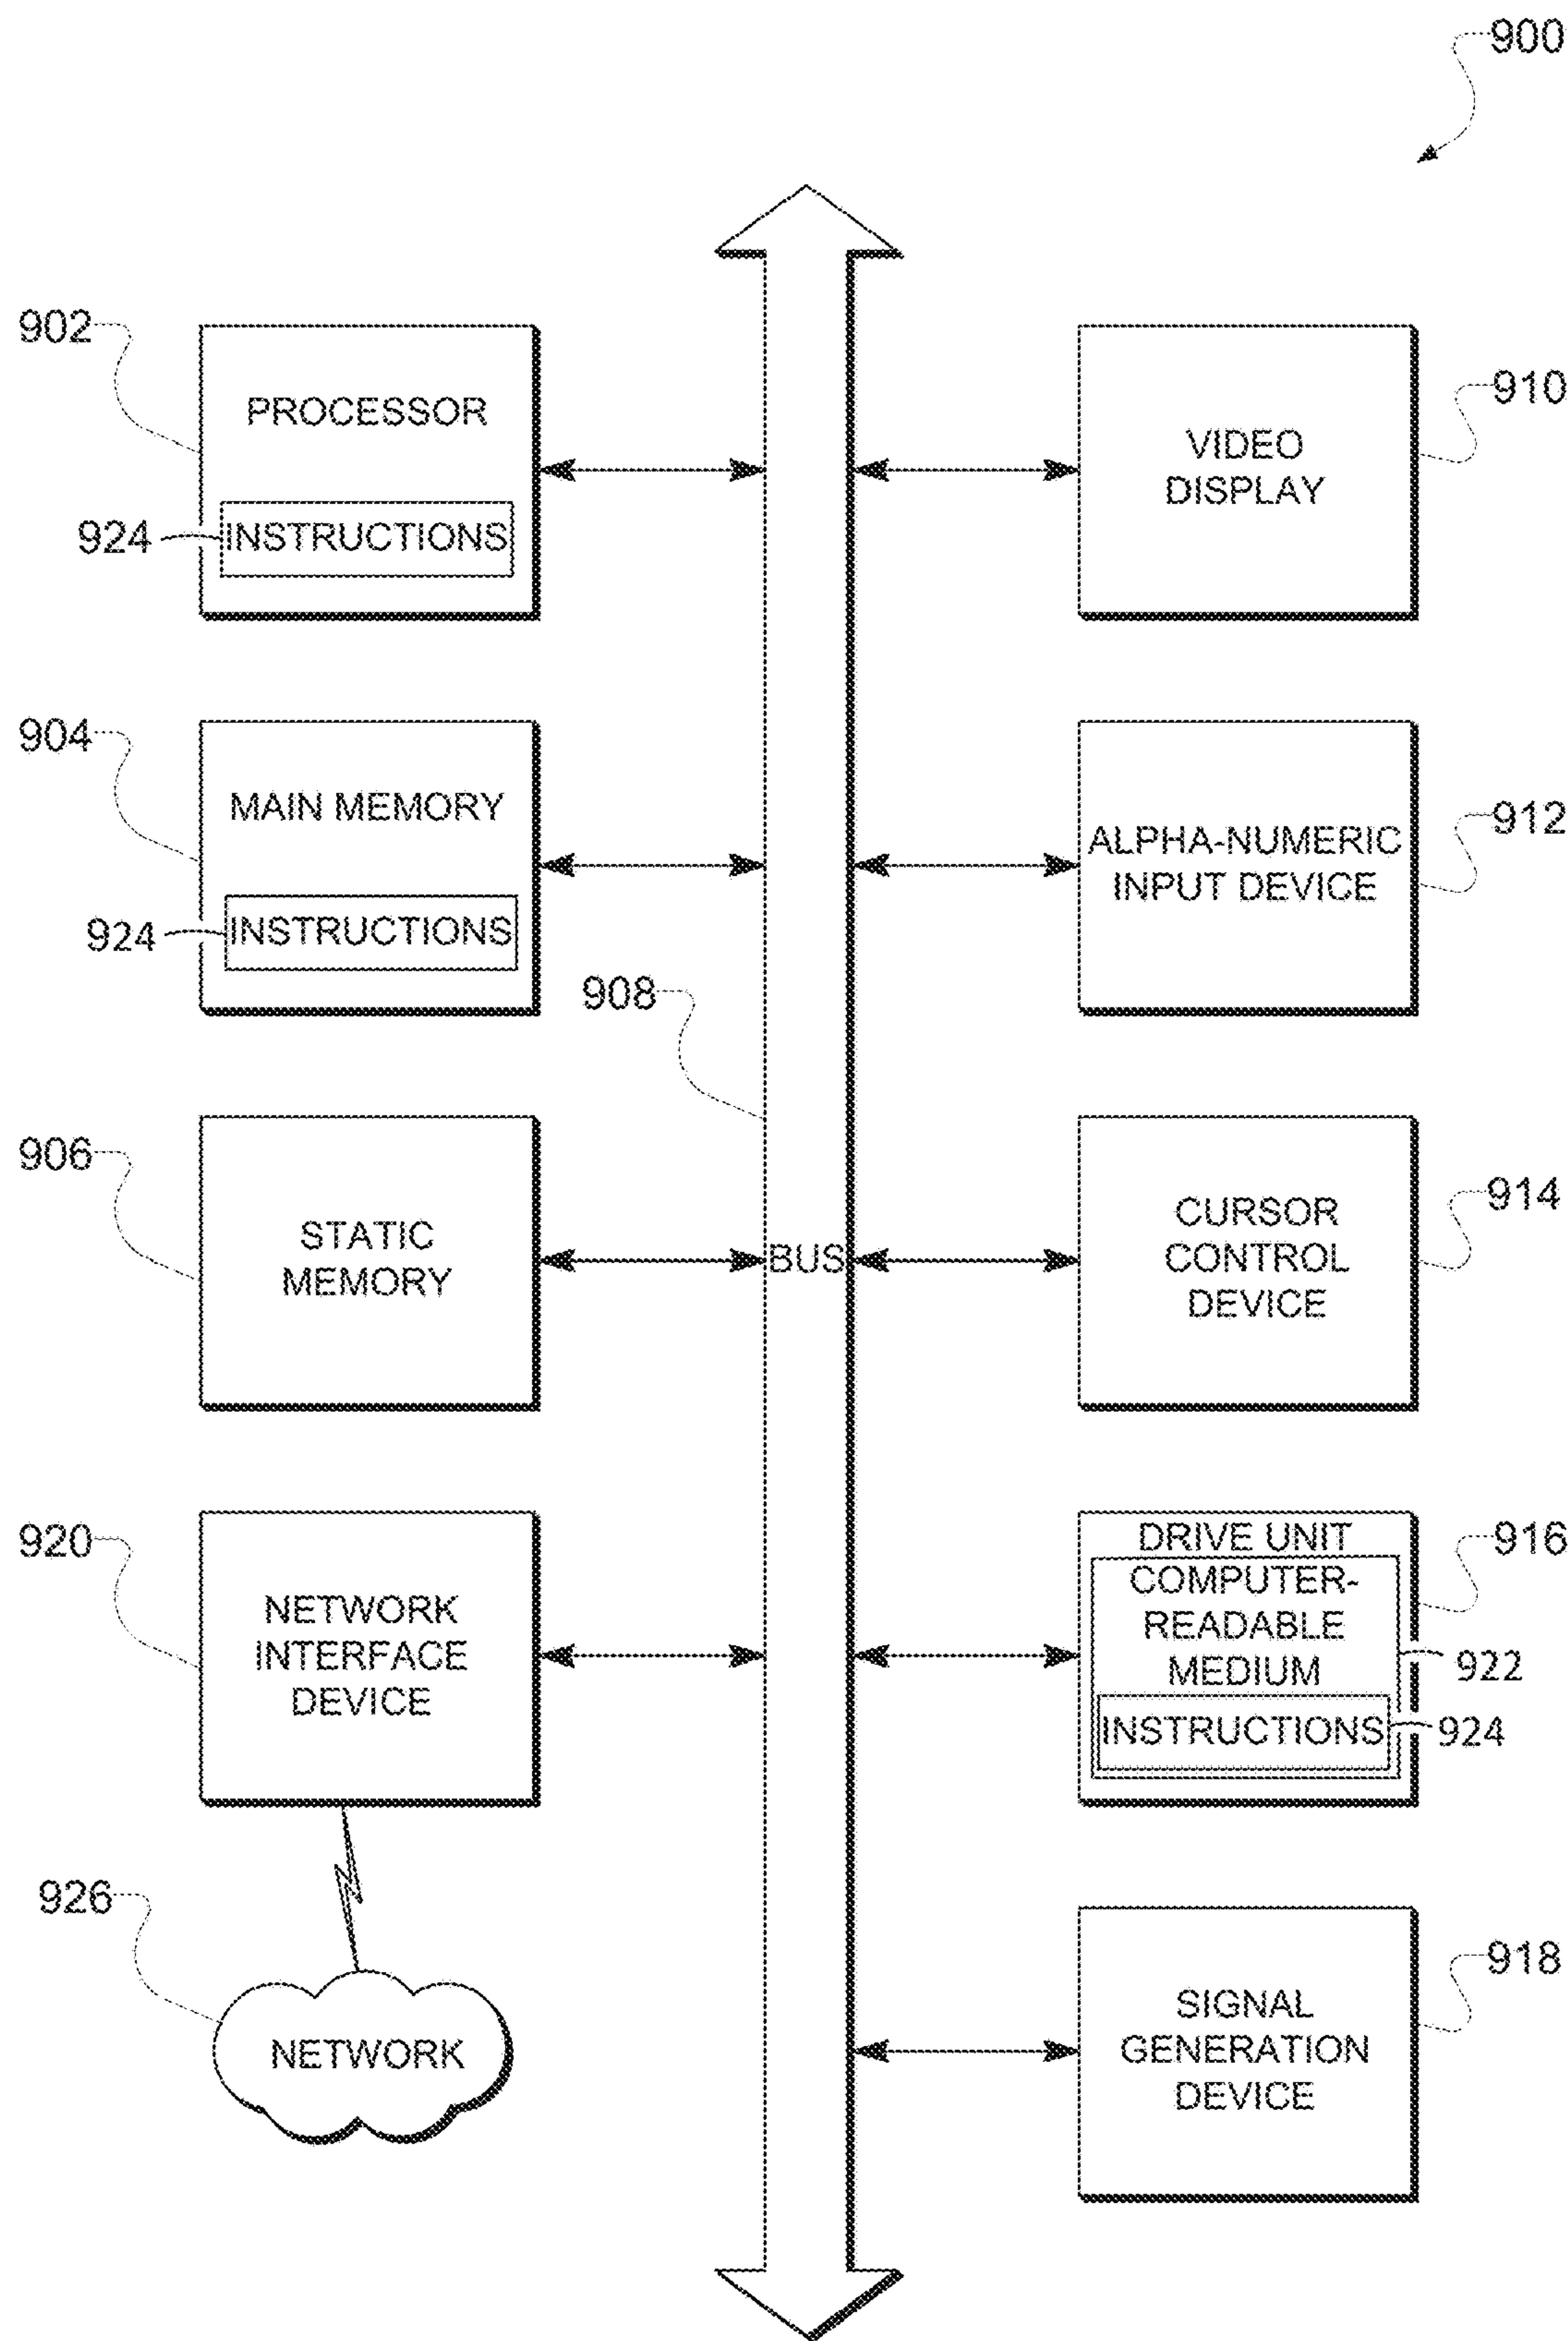 900
902
PROCESSOR
924
INSTRUCTIONS
910
VIDEO
DISPLAY
904
MAIN MEMORY
924
INSTRUCTIONS
912
ALPHA-NUMERIC
INPUT DEVICE
908
906
STATIC
MEMORY
BUS
914
CURSOR
CONTROL
DEVICE
920
NETWORK
INTERFACE
DEVICE
916
DRIVE UNIT
COMPUTER-
READABLE
MEDIUM
922
INSTRUCTIONS
924
926
NETWORK
918
SIGNAL
GENERATION
DEVICE